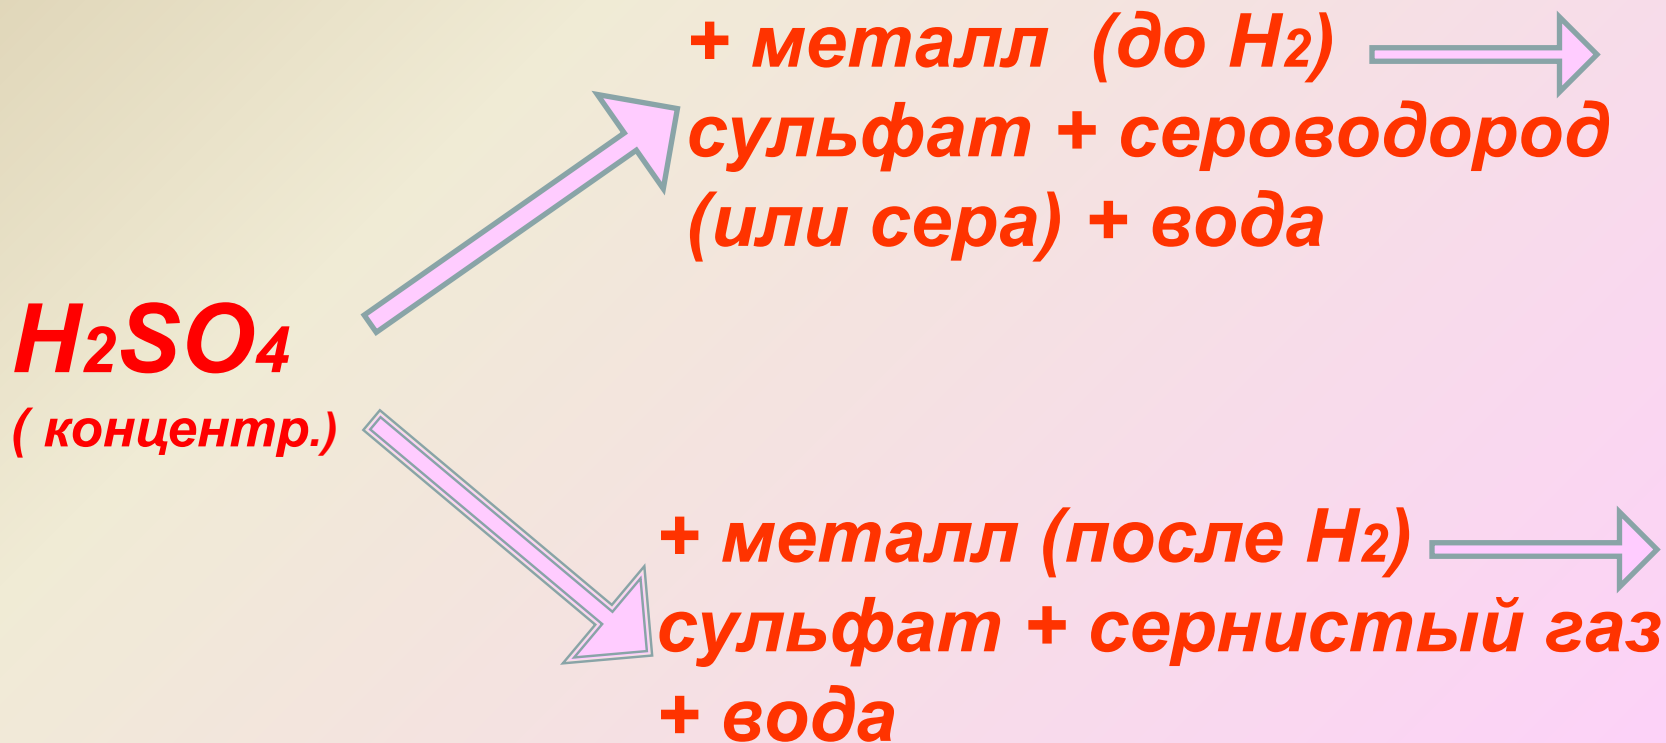 + металл (до H2)
сульфат + сероводород
(или сера) + вода
H2SO4
( концентр.)
+ металл (после H2)
сульфат + сернистый газ
+ вода